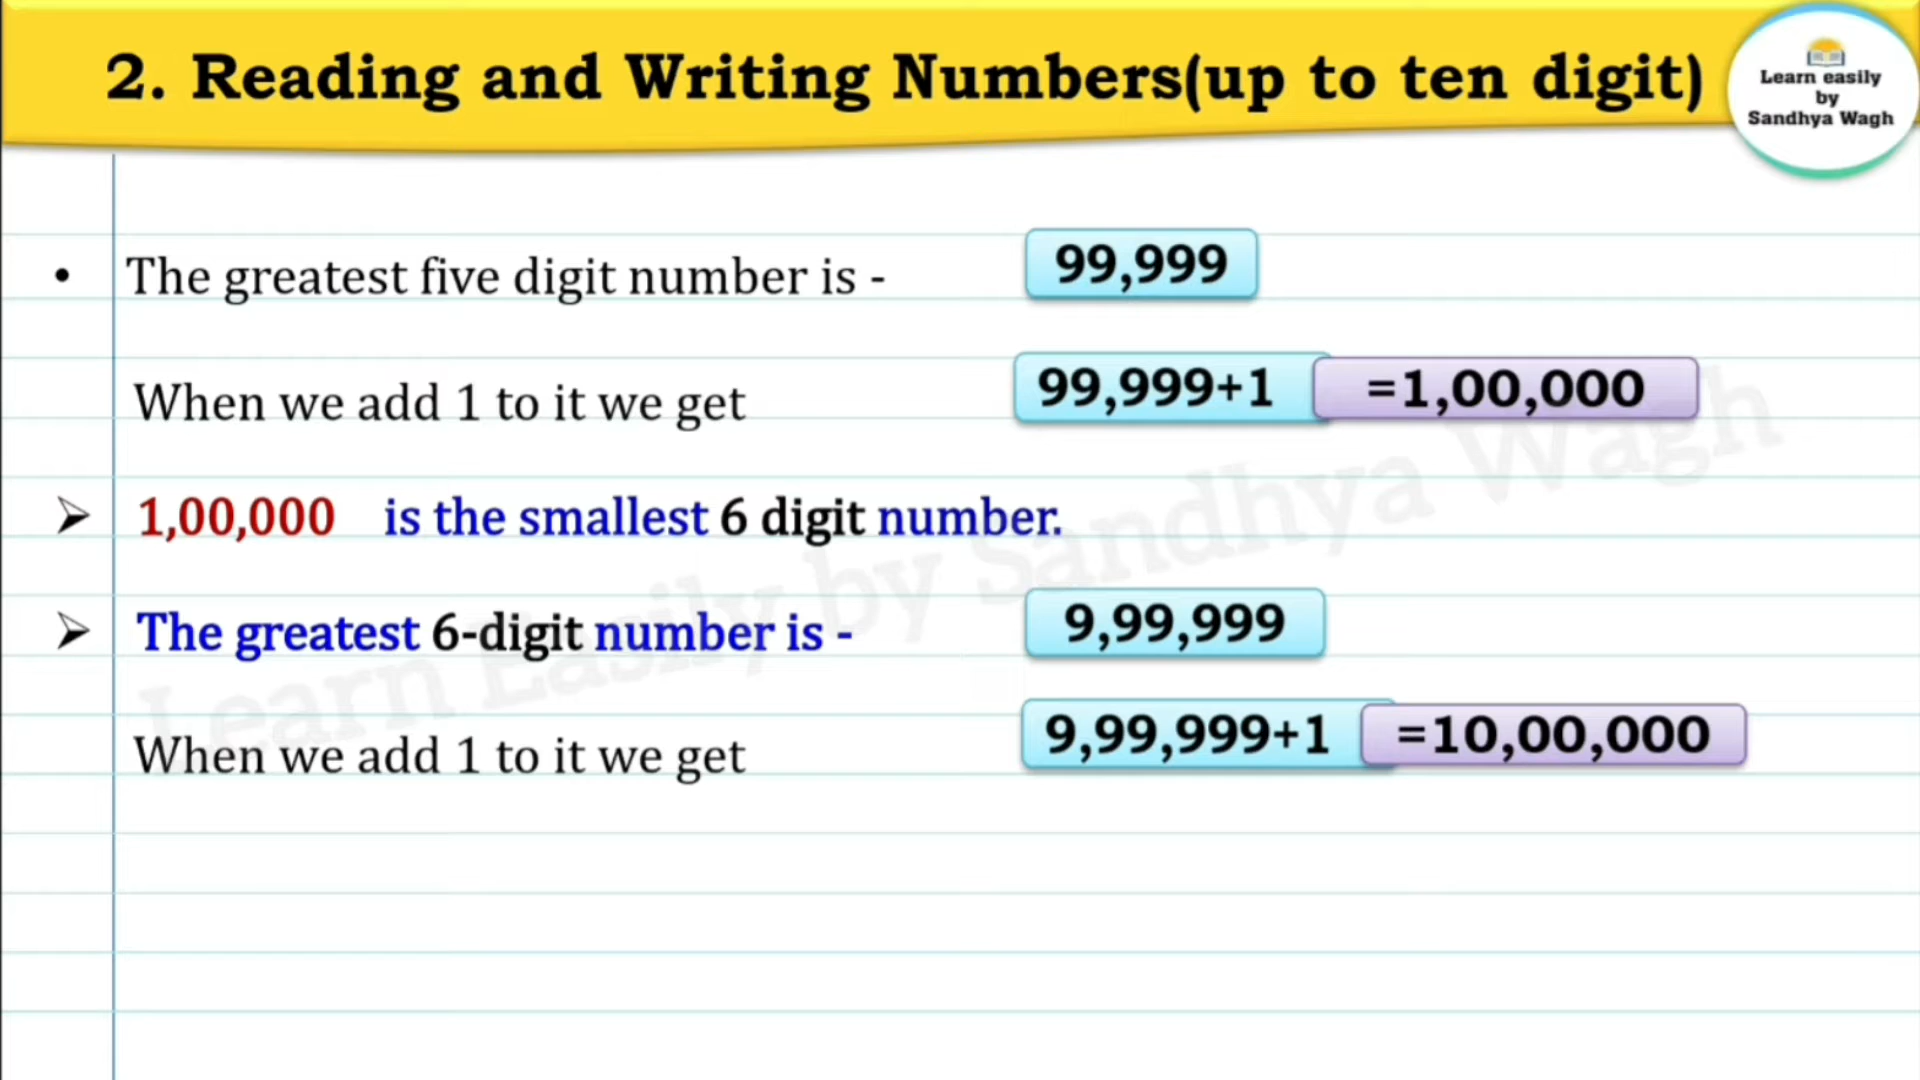 2. Reading and Writing Numbers(up to ten digit)
Learn easily
by
Sandhya Wagh
• The greatest five digit number is - 99,999
When we add 1 to it we get 99,999+1 =1,00,000
➢ 1,00,000 is the smallest 6 digit number.
➢ The greatest 6-digit number is - 9,99,999
When we add 1 to it we get 9,99,999+1 =10,00,000
Learn Easily by Sandhya Wagh